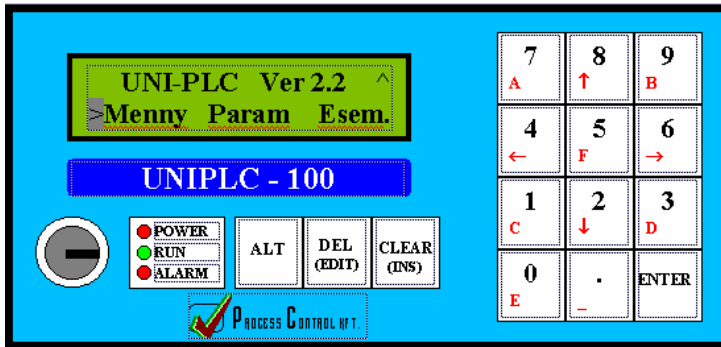 UNI-PLC Ver 2.2 ^
>Menny Param Esem.
UNIPLC - 100
POWER
RUN
ALARM
ALT
DEL
(EDIT)
CLEAR
(INS)
PROCESS CONTROL KFT.
7 8 9
A ↑ B
4 5 6
← F →
1 2 3
C ↓ D
0 . ENTER
E _